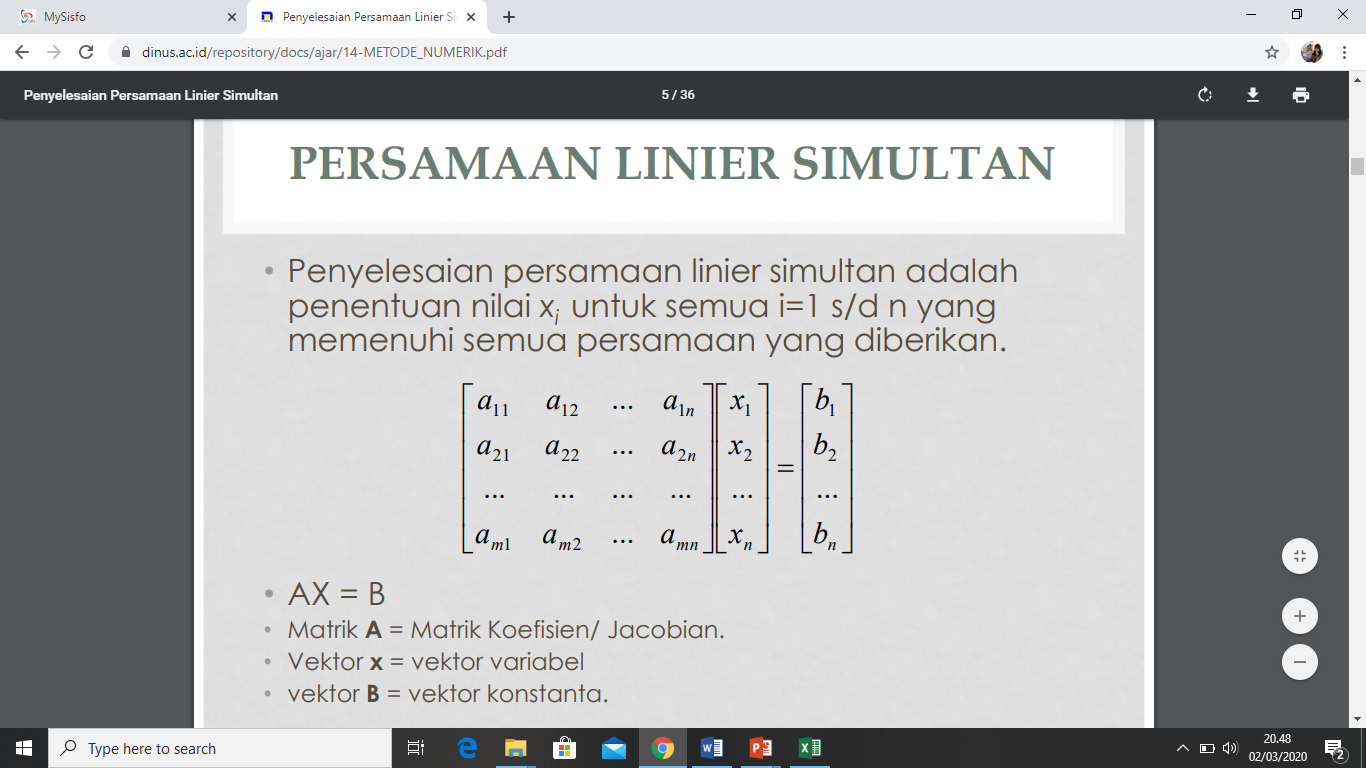 MySisfo
Penyelesaian Persamaan Linier Si
dinus.ac.id/repository/docs/ajar/14-METODE_NUMERIK.pdf
Penyelesaian Persamaan Linier Simultan
5 / 36
PERSAMAAN LINIER SIMULTAN
• Penyelesaian persamaan linier simultan adalah
penentuan nilai xᵢ untuk semua i=1 s/d n yang
memenuhi semua persamaan yang diberikan.
a₁₁ a₁₂ ... a₁ₙ x₁ b₁
a₂₁ a₂₂ ... a₂ₙ x₂ = b₂
... ... ... ... ... ...
aₘ₁ aₘ₂ ... aₘₙ xₙ bₙ
• AX = B
• Matrik A = Matrik Koefisien/ Jacobian.
• Vektor x = vektor variabel
• vektor B = vektor konstanta.
Type here to search
20.48
02/03/2020
2